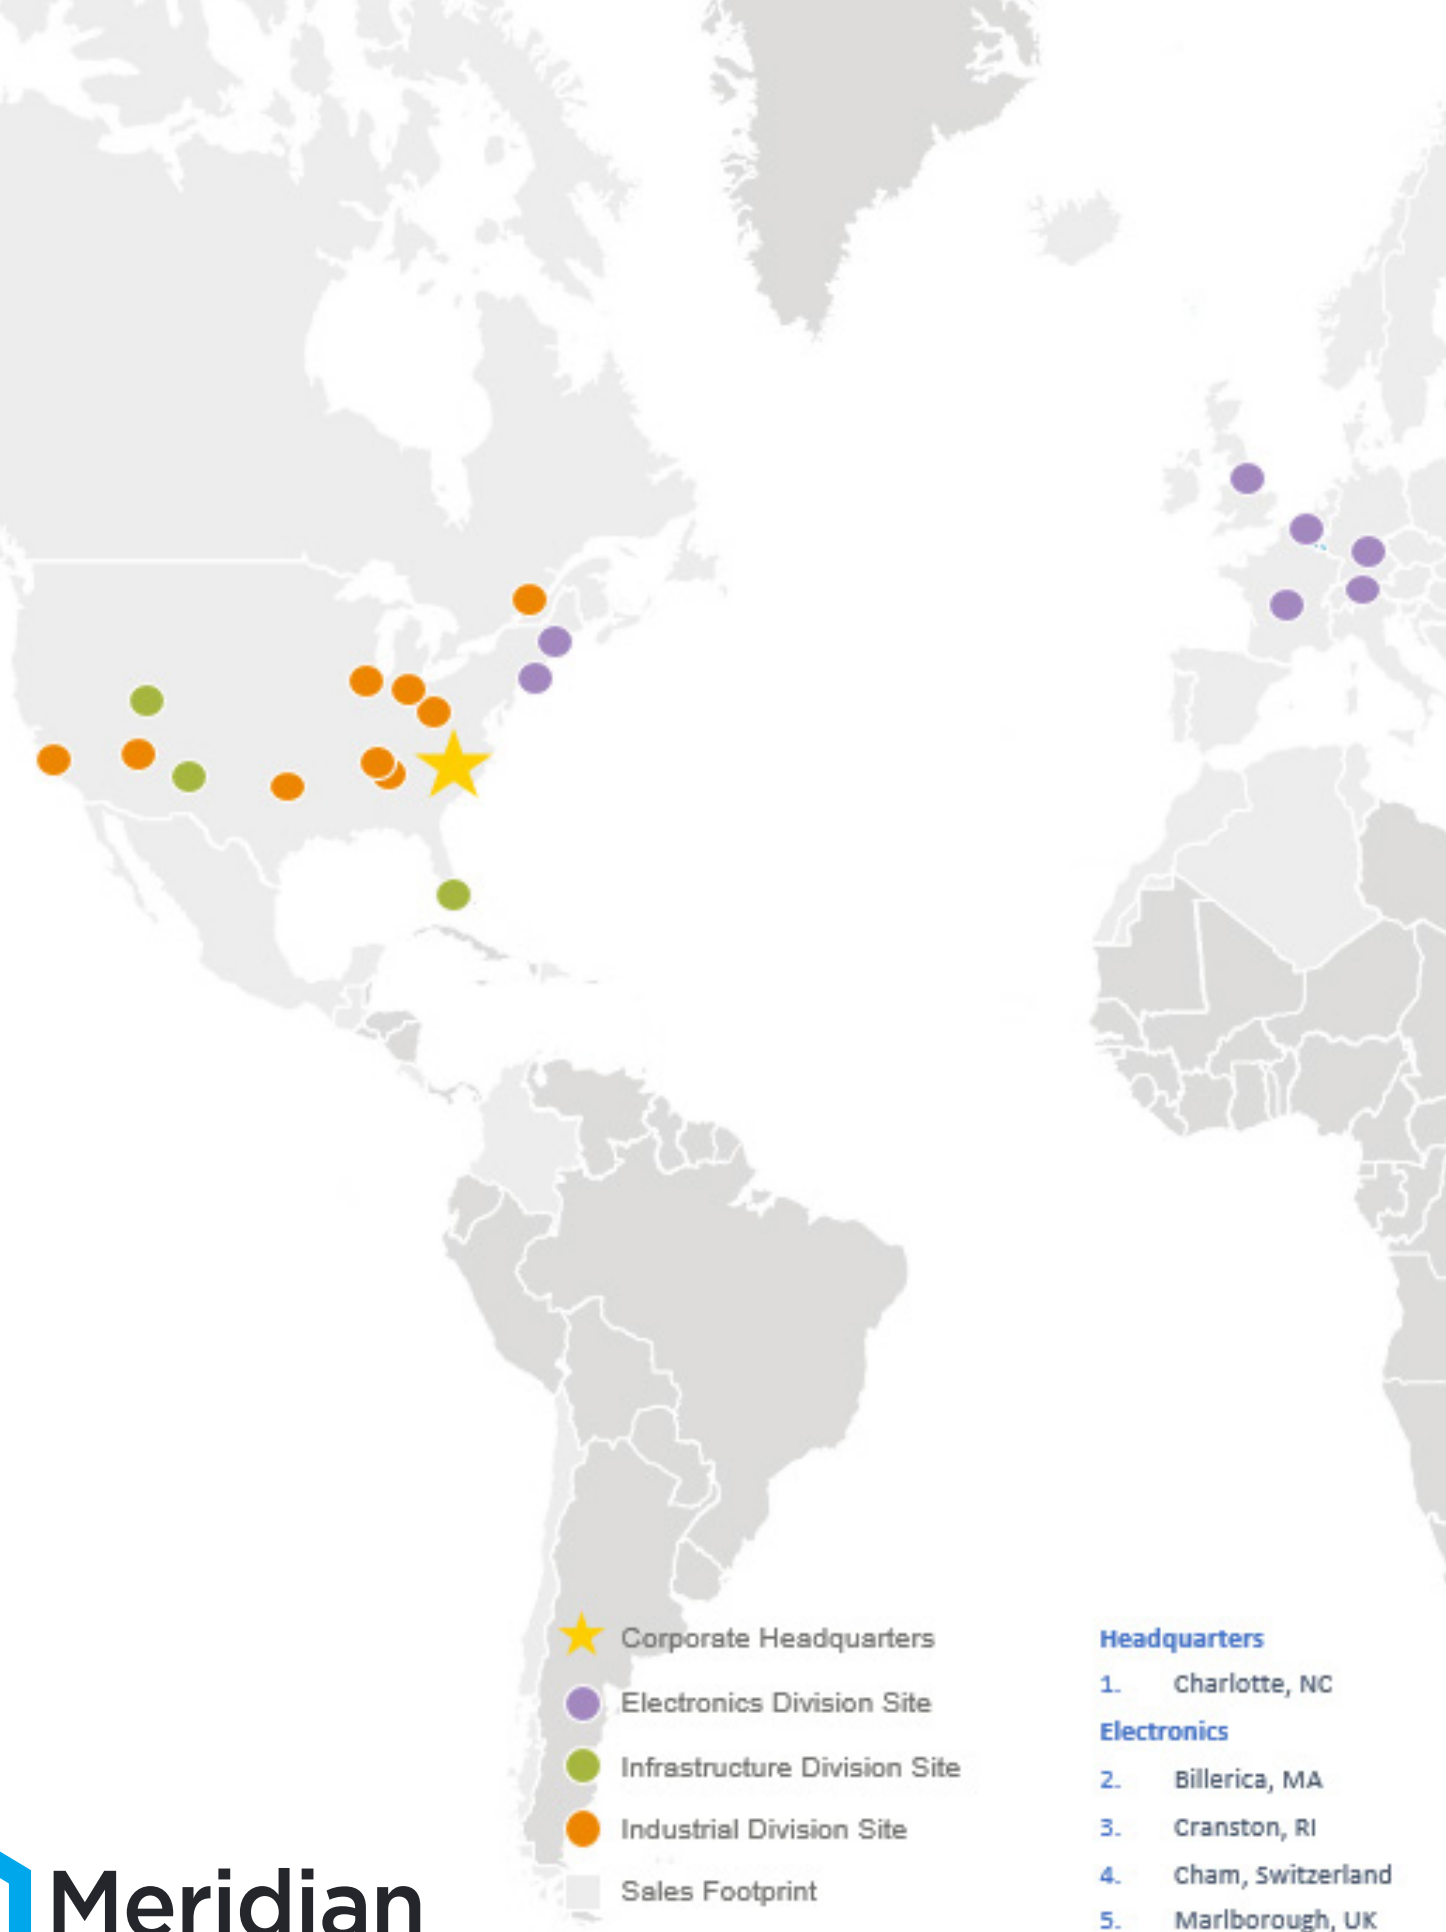 Corporate Headquarters
Electronics Division Site
Infrastructure Division Site
Industrial Division Site
Sales Footprint
Headquarters
1. Charlotte, NC
Electronics
2. Billerica, MA
3. Cranston, RI
4. Cham, Switzerland
5. Marlborough, UK
Meridian